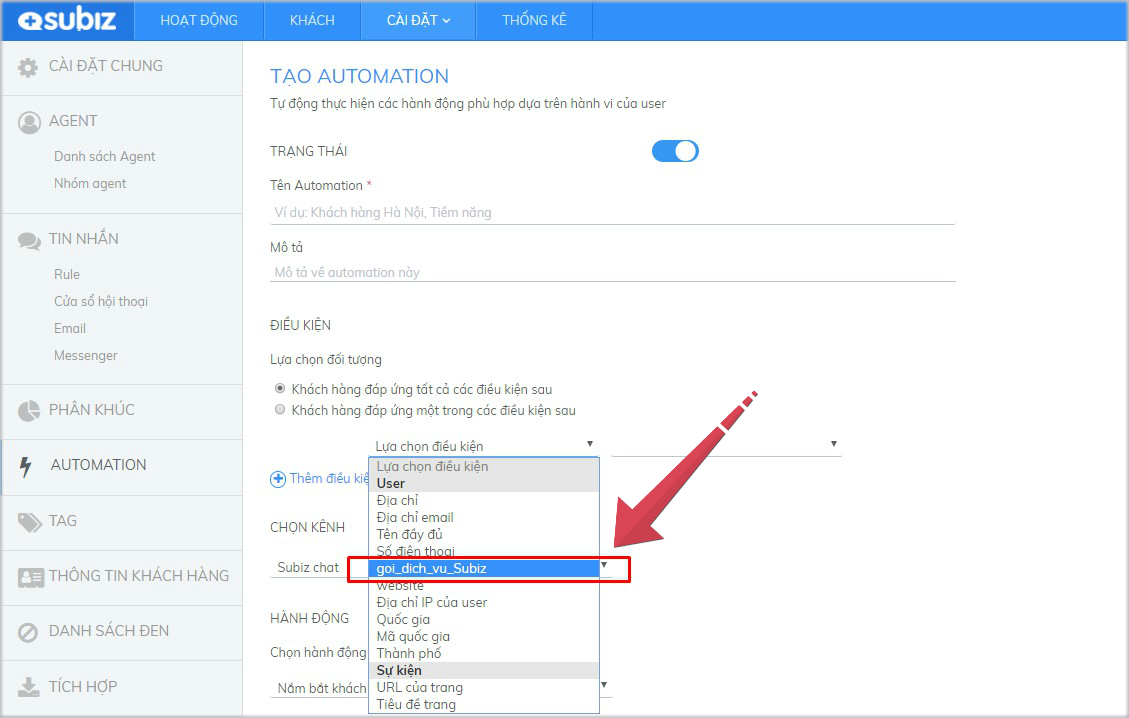 subiz
HOẠT ĐỘNG
KHÁCH
CÀI ĐẶT
THỐNG KÊ
CÀI ĐẶT CHUNG
AGENT
Danh sách Agent
Nhóm agent
TIN NHẮN
Rule
Cửa sổ hội thoại
Email
Messenger
PHÂN KHÚC
AUTOMATION
TAG
THÔNG TIN KHÁCH HÀNG
DANH SÁCH ĐEN
TÍCH HỢP
TẠO AUTOMATION
Tự động thực hiện các hành động phù hợp dựa trên hành vi của user
TRẠNG THÁI
Tên Automation *
Ví dụ: Khách hàng Hà Nội, Tiềm năng
Mô tả
Mô tả về automation này
ĐIỀU KIỆN
Lựa chọn đối tượng
Khách hàng đáp ứng tất cả các điều kiện sau
Khách hàng đáp ứng một trong các điều kiện sau
Lựa chọn điều kiện
Lựa chọn điều kiện
User
Địa chỉ
Địa chỉ email
Tên đầy đủ
Số điện thoại
goi_dich_vu_Subiz
website
Địa chỉ IP của user
Quốc gia
Mã quốc gia
Thành phố
Sự kiện
URL của trang
Tiêu đề trang
Thêm điều kiệ
CHỌN KÊNH
Subiz chat
HÀNH ĐỘNG
Chọn hành động
Nắm bắt khách